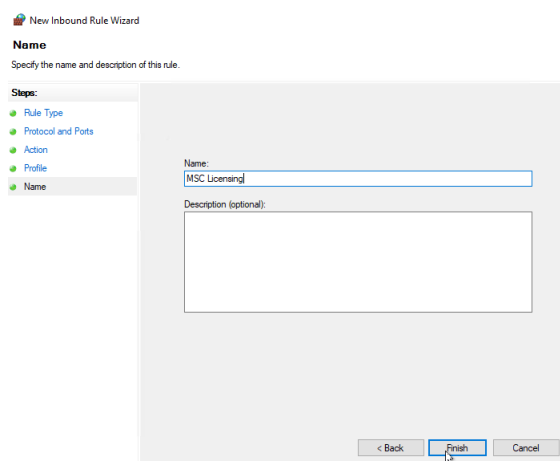 New Inbound Rule Wizard
Name
Specify the name and description of this rule.
Steps:
Rule Type
Protocol and Ports
Action
Profile
Name
Name:
MSC Licensing
Description (optional):
< Back
Finish
Cancel